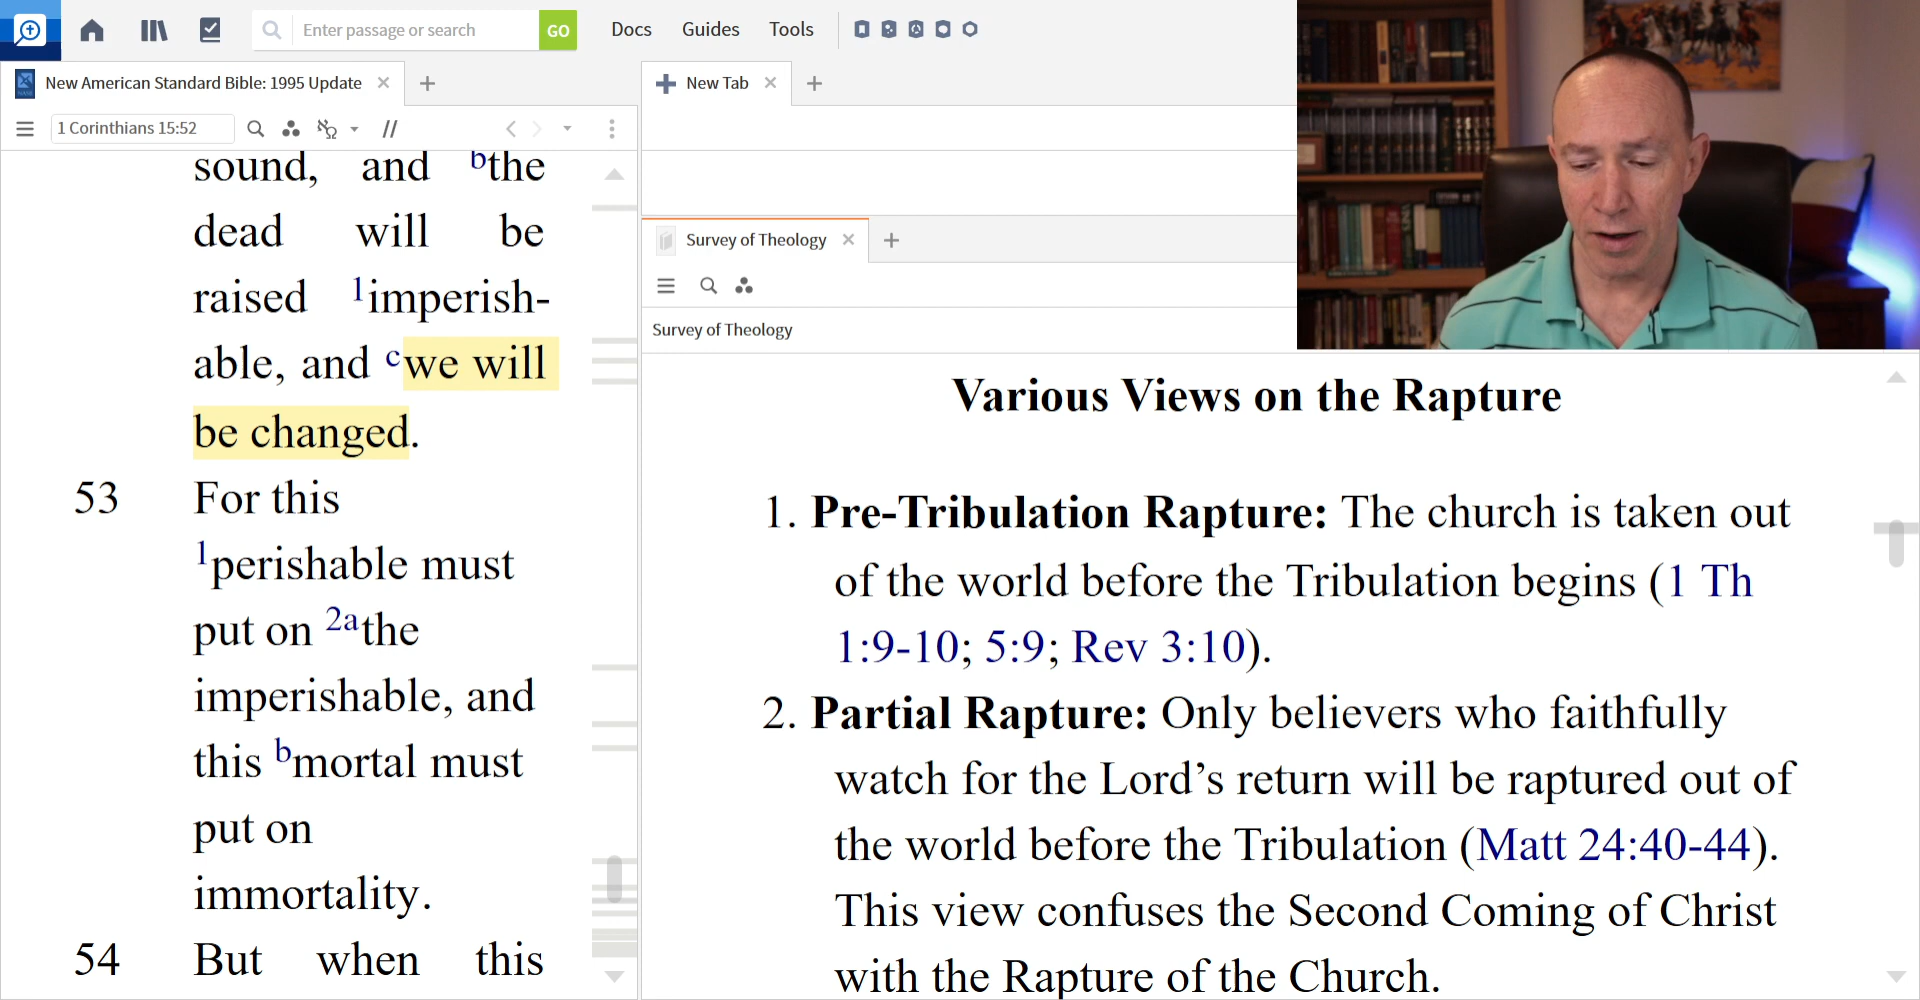 Enter passage or search
GO
Docs
Guides
Tools
New American Standard Bible: 1995 Update
1 Corinthians 15:52
sound, and bthe
dead will be
raised 1imperish-
able, and cwe will
be changed.
53 For this
1perishable must
put on 2athe
imperishable, and
this bmortal must
put on
immortality.
54 But when this
New Tab
Survey of Theology
Survey of Theology
Various Views on the Rapture
1. Pre-Tribulation Rapture: The church is taken out
of the world before the Tribulation begins (1 Th
1:9-10; 5:9; Rev 3:10).
2. Partial Rapture: Only believers who faithfully
watch for the Lord’s return will be raptured out of
the world before the Tribulation (Matt 24:40-44).
This view confuses the Second Coming of Christ
with the Rapture of the Church.